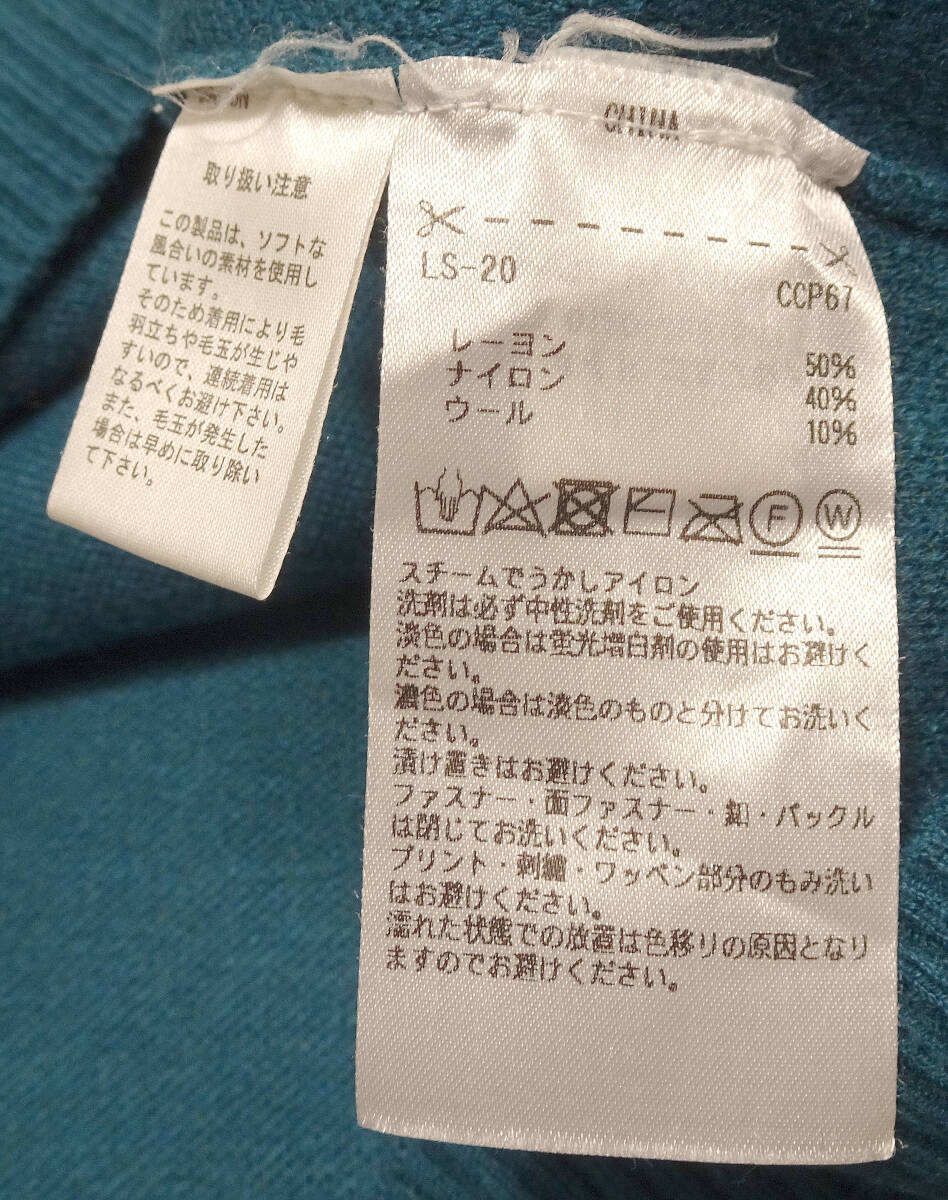 取り扱い注意
この製品は、ソフトな
風合いの素材を使用し
ています。
そのため着用により毛
羽立ちや毛玉が生じや
すいので、連続着用は
なるべくお避け下さい。
また、毛玉が発生した
場合は早めに取り除い
て下さい。
CHINA
LS-20
CCP67
レーヨン 50%
ナイロン 40%
ウール 10%
F W
スチームでうかしアイロン
洗剤は必ず中性洗剤をご使用ください。
淡色の場合は蛍光増白剤の使用はお避けく
ださい。
濃色の場合は淡色のものと分けてお洗いく
ださい。
漬け置きはお避けください。
ファスナー・面ファスナー・釦・バックル
は閉じてお洗いください。
プリント・刺繍・ワッペン部分のもみ洗い
はお避けください。
濡れた状態での放置は色移りの原因となり
ますのでお避けください。